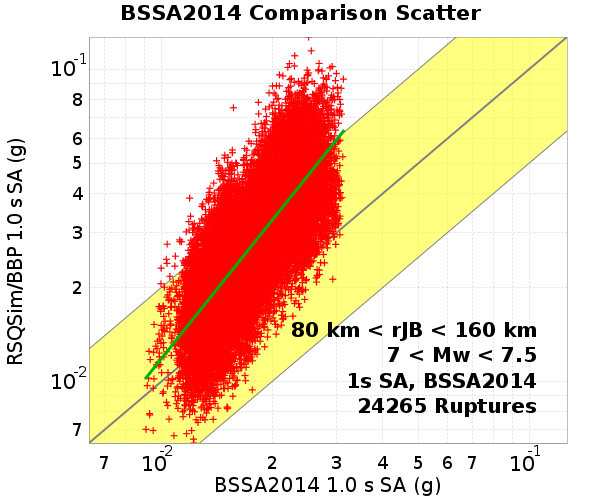 BSSA2014 Comparison Scatter
RSQSim/BBP 1.0 s SA (g)
10⁻¹
8
6
5
4
3
2
10⁻²
7
80 km < rJB < 160 km
7 < Mw < 7.5
1s SA, BSSA2014
24265 Ruptures
7 10⁻² 2 3 4 5 6 7 10⁻¹
BSSA2014 1.0 s SA (g)